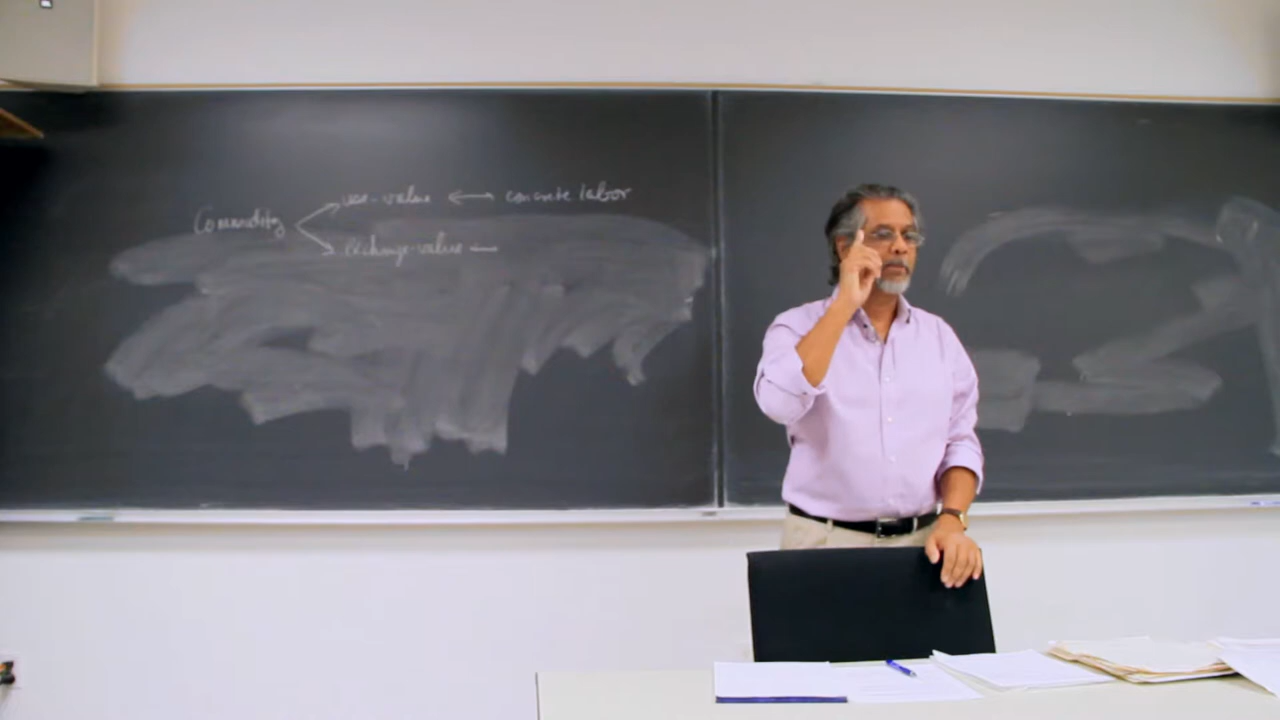 Commodity
use-value ⟷ concrete labor
exchange-value —